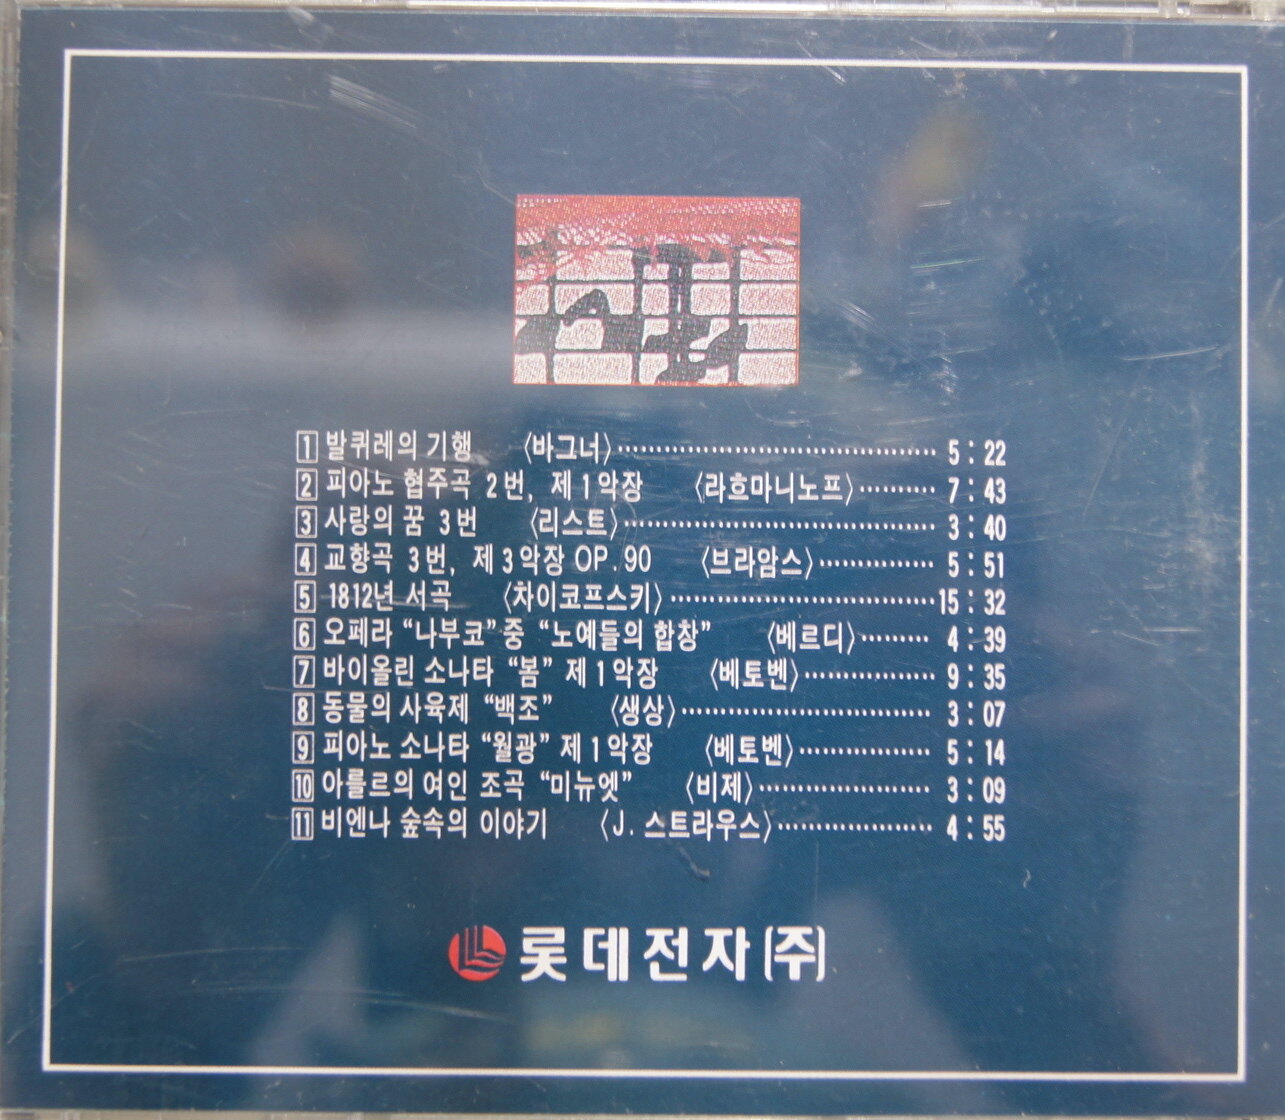 1 발퀴레의 기행 〈바그너〉 5 : 22
2 피아노 협주곡 2번, 제1악장 〈라흐마니노프〉 7 : 43
3 사랑의 꿈 3번 〈리스트〉 3 : 40
4 교향곡 3번, 제3악장 OP.90 〈브라암스〉 5 : 51
5 1812년 서곡 〈차이코프스키〉 15 : 32
6 오페라 “나부코”중 “노예들의 합창” 〈베르디〉 4 : 39
7 바이올린 소나타 “봄” 제1악장 〈베토벤〉 9 : 35
8 동물의 사육제 “백조” 〈생상〉 3 : 07
9 피아노 소나타 “월광” 제1악장 〈베토벤〉 5 : 14
10 아를르의 여인 조곡 “미뉴엣” 〈비제〉 3 : 09
11 비엔나 숲속의 이야기 〈J. 스트라우스〉 4 : 55
롯데전자(주)